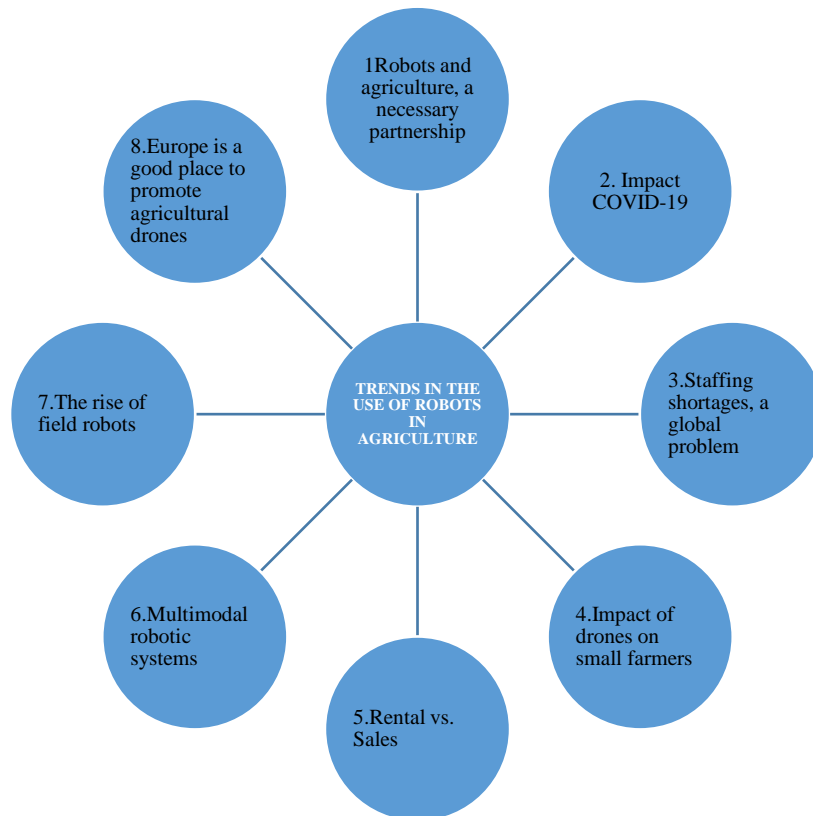 1Robots and
agriculture, a
necessary
partnership
2. Impact
COVID-19
3.Staffing
shortages, a
global
problem
4.Impact of
drones on
small farmers
5.Rental vs.
Sales
6.Multimodal
robotic
systems
7.The rise of
field robots
8.Europe is a
good place to
promote
agricultural
drones
TRENDS IN THE
USE OF ROBOTS
IN
AGRICULTURE